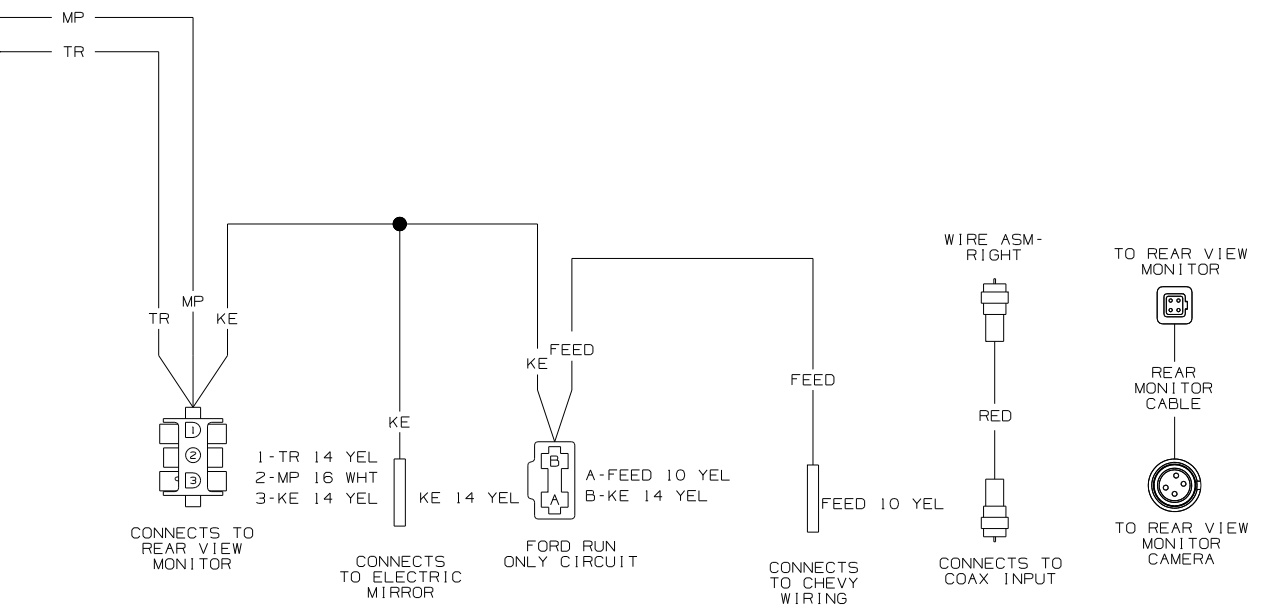 MP
TR
TR
MP
KE
1
2
3
1-TR 14 YEL
2-MP 16 WHT
3-KE 14 YEL
CONNECTS TO
REAR VIEW
MONITOR
KE
KE 14 YEL
CONNECTS
TO ELECTRIC
MIRROR
KE
FEED
B
A
A-FEED 10 YEL
B-KE 14 YEL
FORD RUN
ONLY CIRCUIT
FEED
FEED 10 YEL
CONNECTS
TO CHEVY
WIRING
WIRE ASM-
RIGHT
RED
CONNECTS TO
COAX INPUT
TO REAR VIEW
MONITOR
REAR
MONITOR
CABLE
TO REAR VIEW
MONITOR
CAMERA